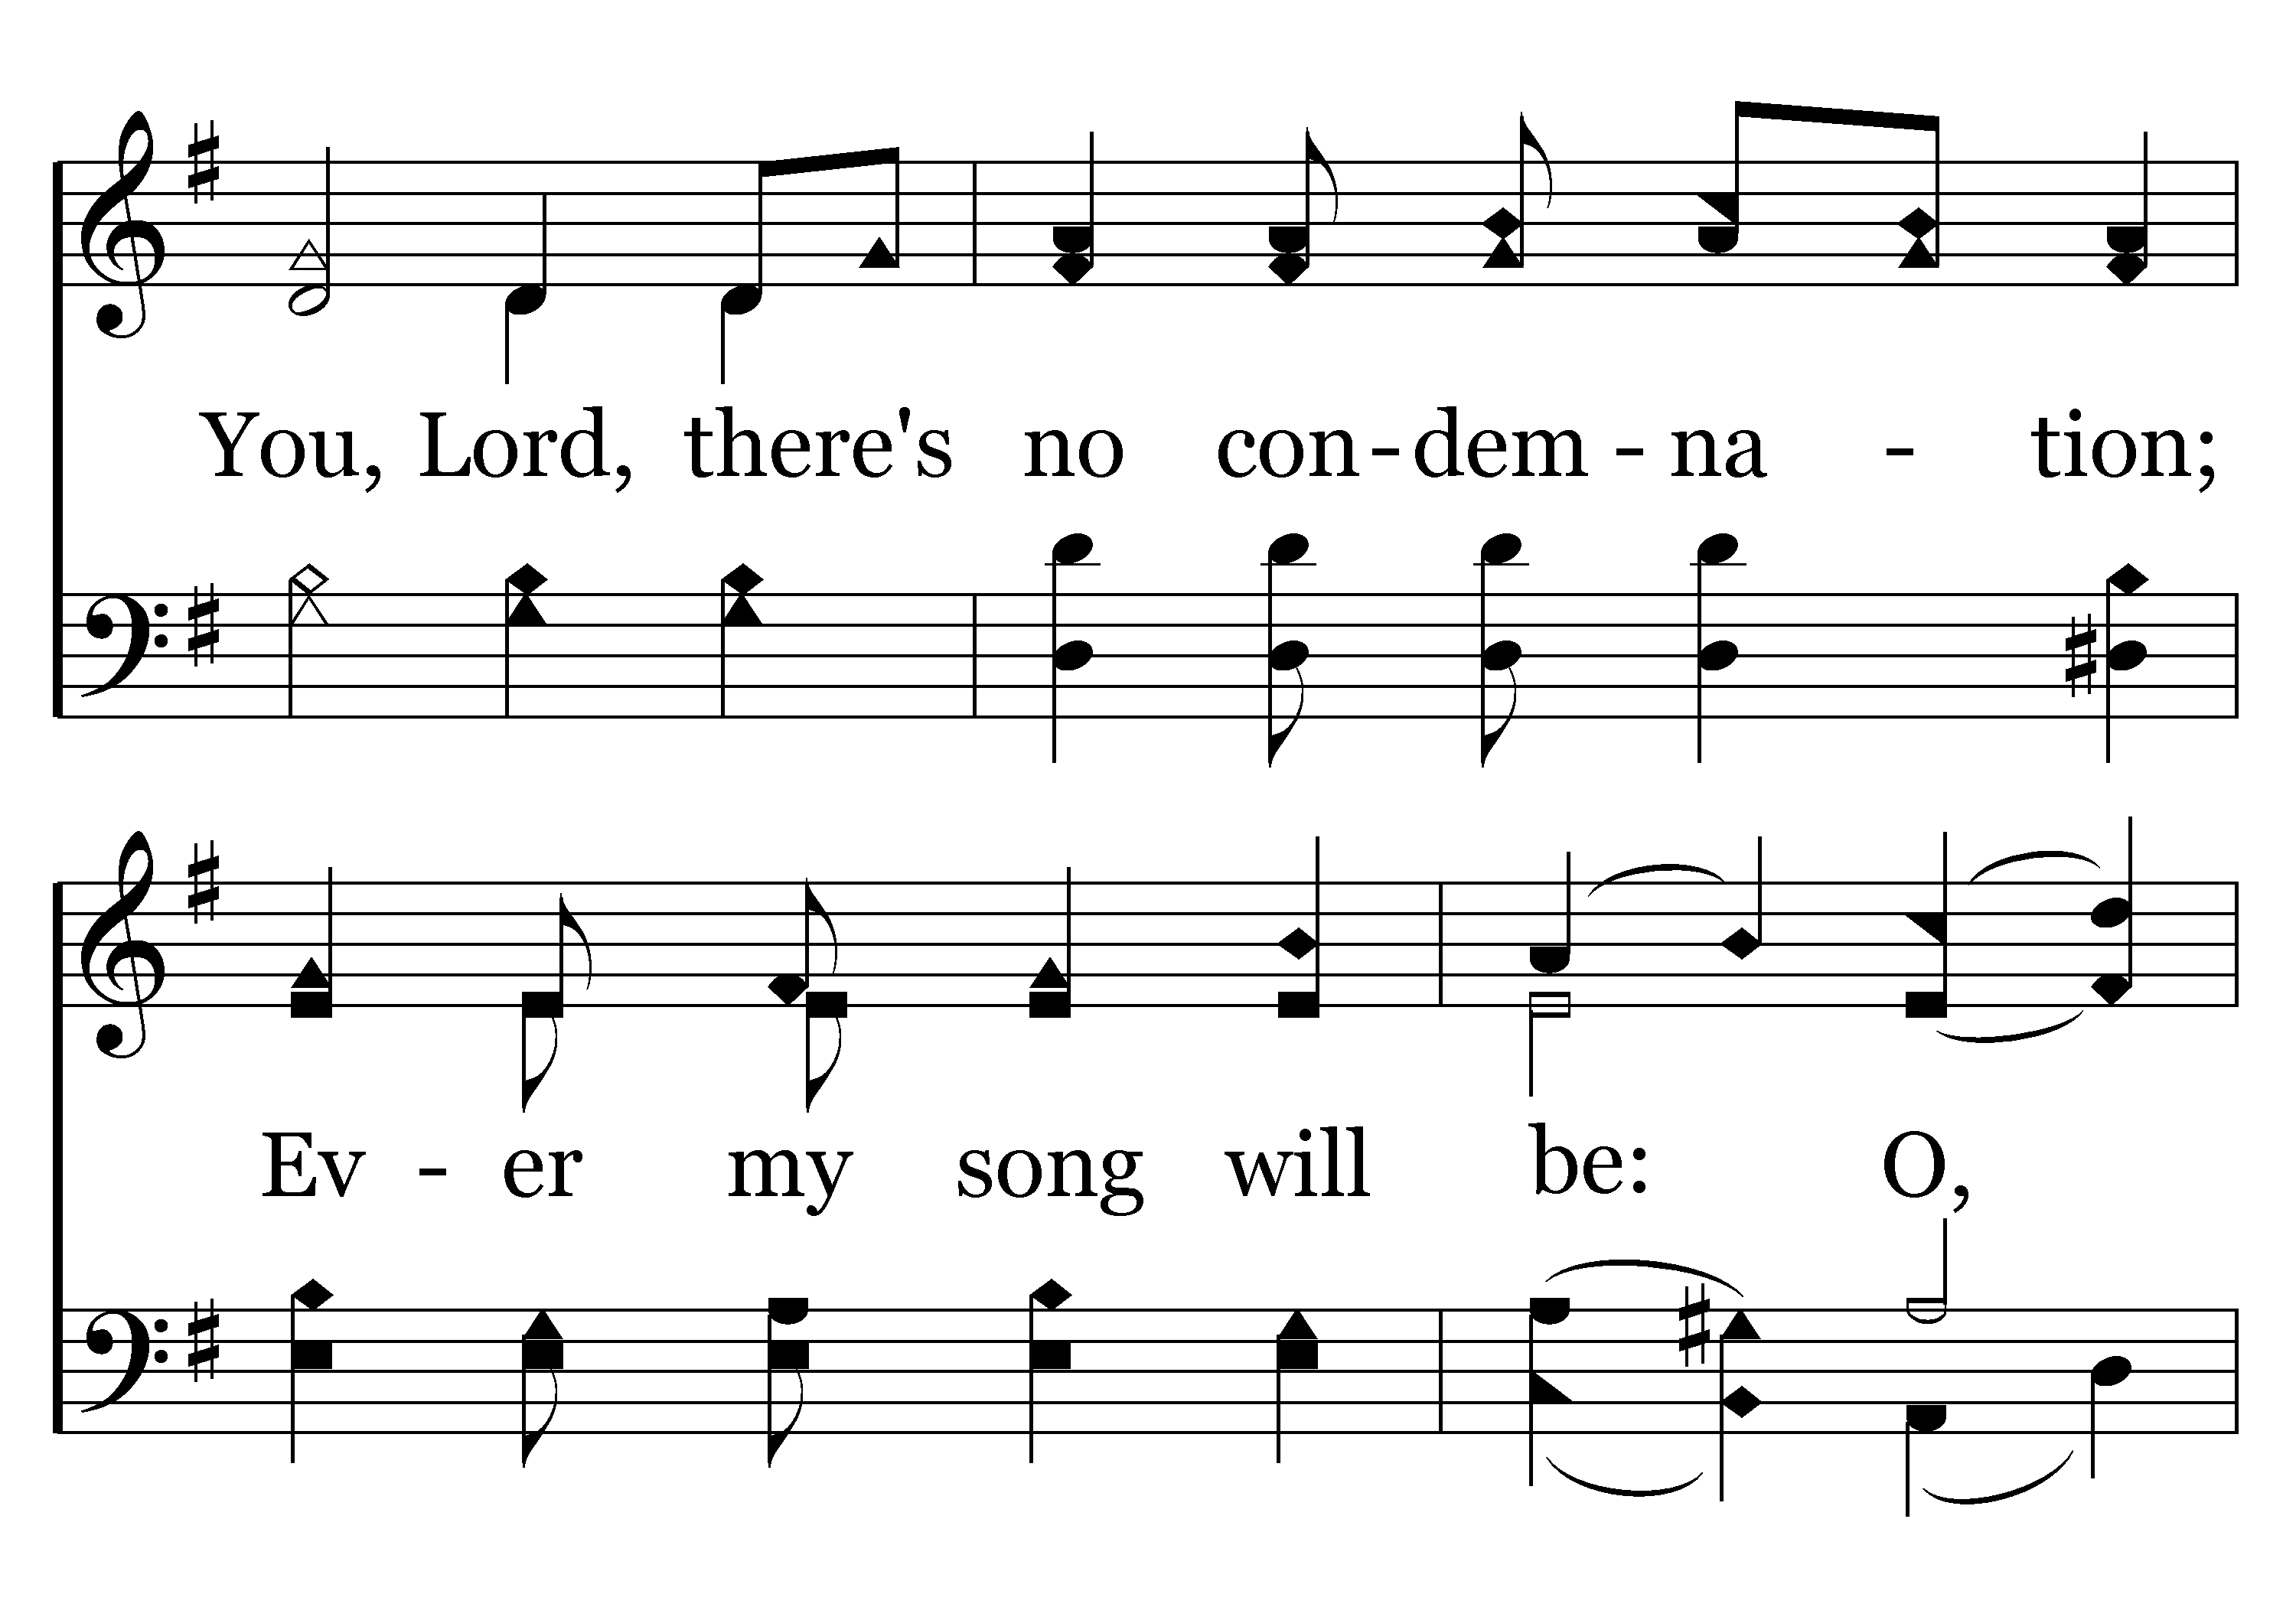 You, Lord, there's no con-dem - na - tion;
Ev - er my song will be: O,